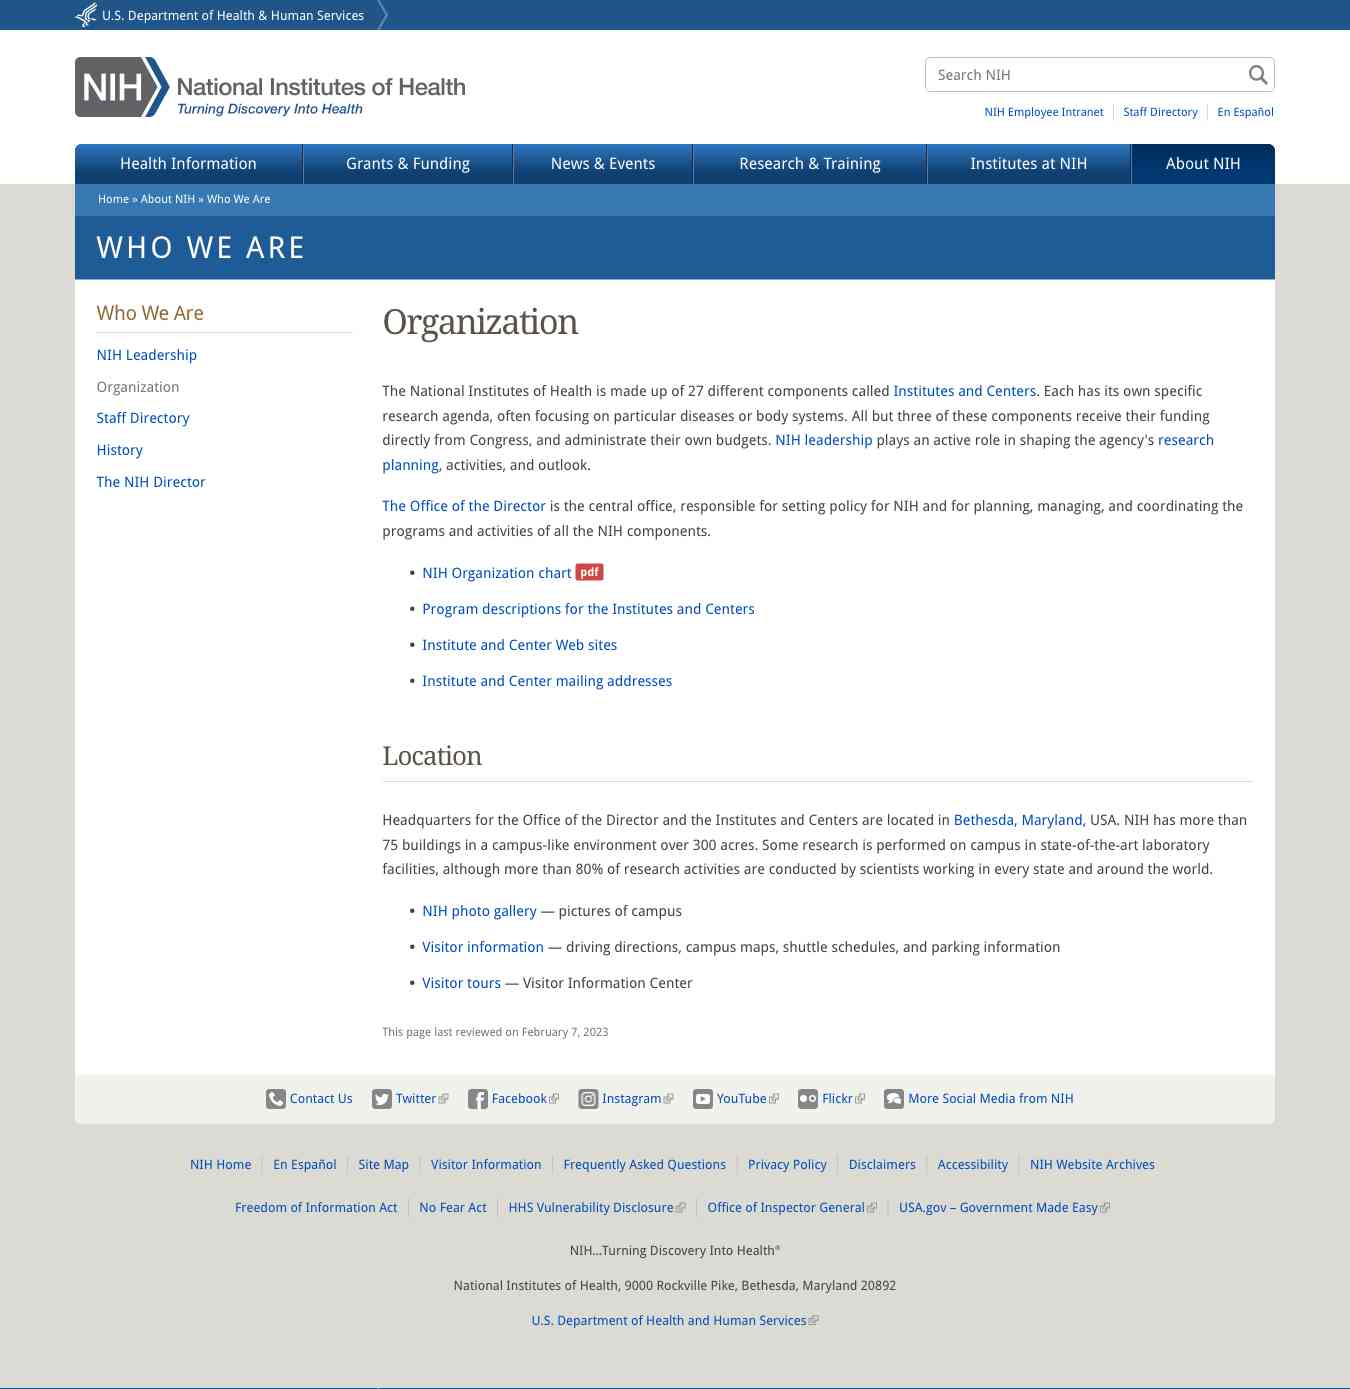 U.S. Department of Health & Human Services
NIH National Institutes of Health
Turning Discovery Into Health
Search NIH
NIH Employee Intranet Staff Directory En Español
Health Information Grants & Funding News & Events Research & Training Institutes at NIH About NIH
Home » About NIH » Who We Are
WHO WE ARE
Who We Are
NIH Leadership
Organization
Staff Directory
History
The NIH Director
Organization
The National Institutes of Health is made up of 27 different components called Institutes and Centers. Each has its own specific
research agenda, often focusing on particular diseases or body systems. All but three of these components receive their funding
directly from Congress, and administrate their own budgets. NIH leadership plays an active role in shaping the agency's research
planning, activities, and outlook.
The Office of the Director is the central office, responsible for setting policy for NIH and for planning, managing, and coordinating the
programs and activities of all the NIH components.
• NIH Organization chart pdf
• Program descriptions for the Institutes and Centers
• Institute and Center Web sites
• Institute and Center mailing addresses
Location
Headquarters for the Office of the Director and the Institutes and Centers are located in Bethesda, Maryland, USA. NIH has more than
75 buildings in a campus-like environment over 300 acres. Some research is performed on campus in state-of-the-art laboratory
facilities, although more than 80% of research activities are conducted by scientists working in every state and around the world.
• NIH photo gallery — pictures of campus
• Visitor information — driving directions, campus maps, shuttle schedules, and parking information
• Visitor tours — Visitor Information Center
This page last reviewed on February 7, 2023
Contact Us Twitter Facebook Instagram YouTube Flickr More Social Media from NIH
NIH Home En Español Site Map Visitor Information Frequently Asked Questions Privacy Policy Disclaimers Accessibility NIH Website Archives
Freedom of Information Act No Fear Act HHS Vulnerability Disclosure Office of Inspector General USA.gov – Government Made Easy
NIH…Turning Discovery Into Health®
National Institutes of Health, 9000 Rockville Pike, Bethesda, Maryland 20892
U.S. Department of Health and Human Services